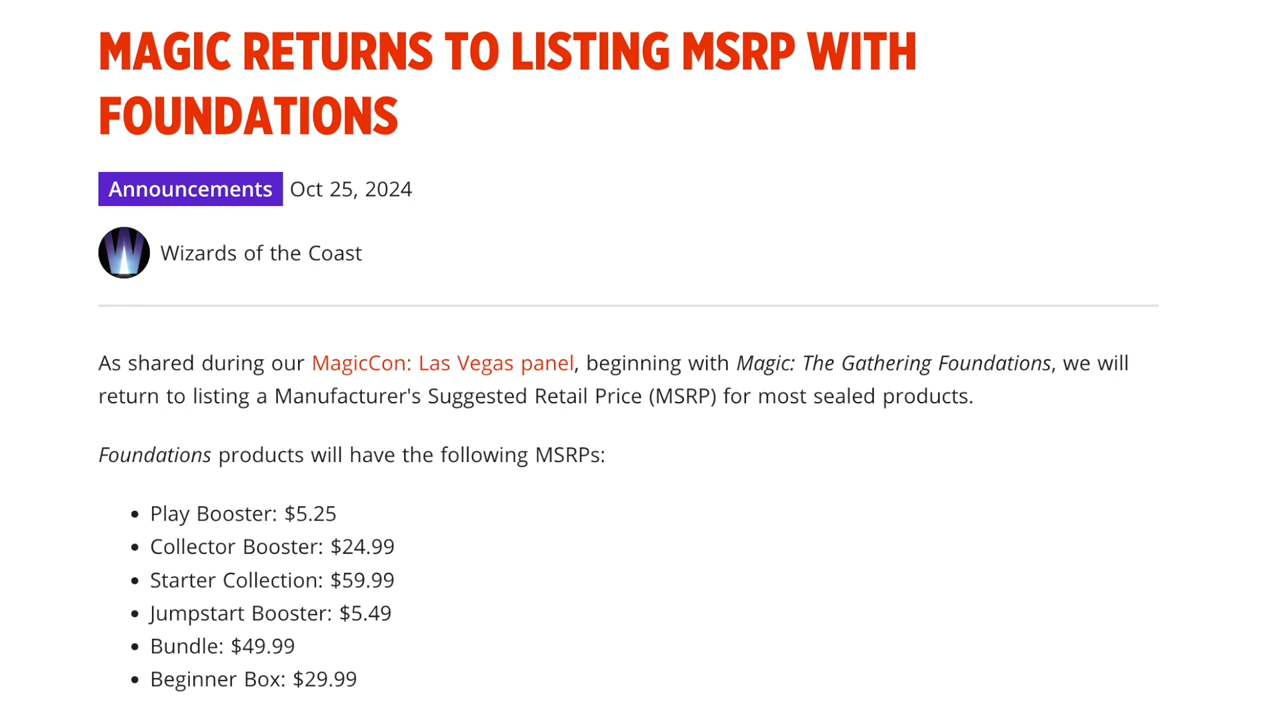 MAGIC RETURNS TO LISTING MSRP WITH
FOUNDATIONS
Announcements Oct 25, 2024
Wizards of the Coast
As shared during our MagicCon: Las Vegas panel, beginning with Magic: The Gathering Foundations, we will
return to listing a Manufacturer's Suggested Retail Price (MSRP) for most sealed products.
Foundations products will have the following MSRPs:
• Play Booster: $5.25
• Collector Booster: $24.99
• Starter Collection: $59.99
• Jumpstart Booster: $5.49
• Bundle: $49.99
• Beginner Box: $29.99